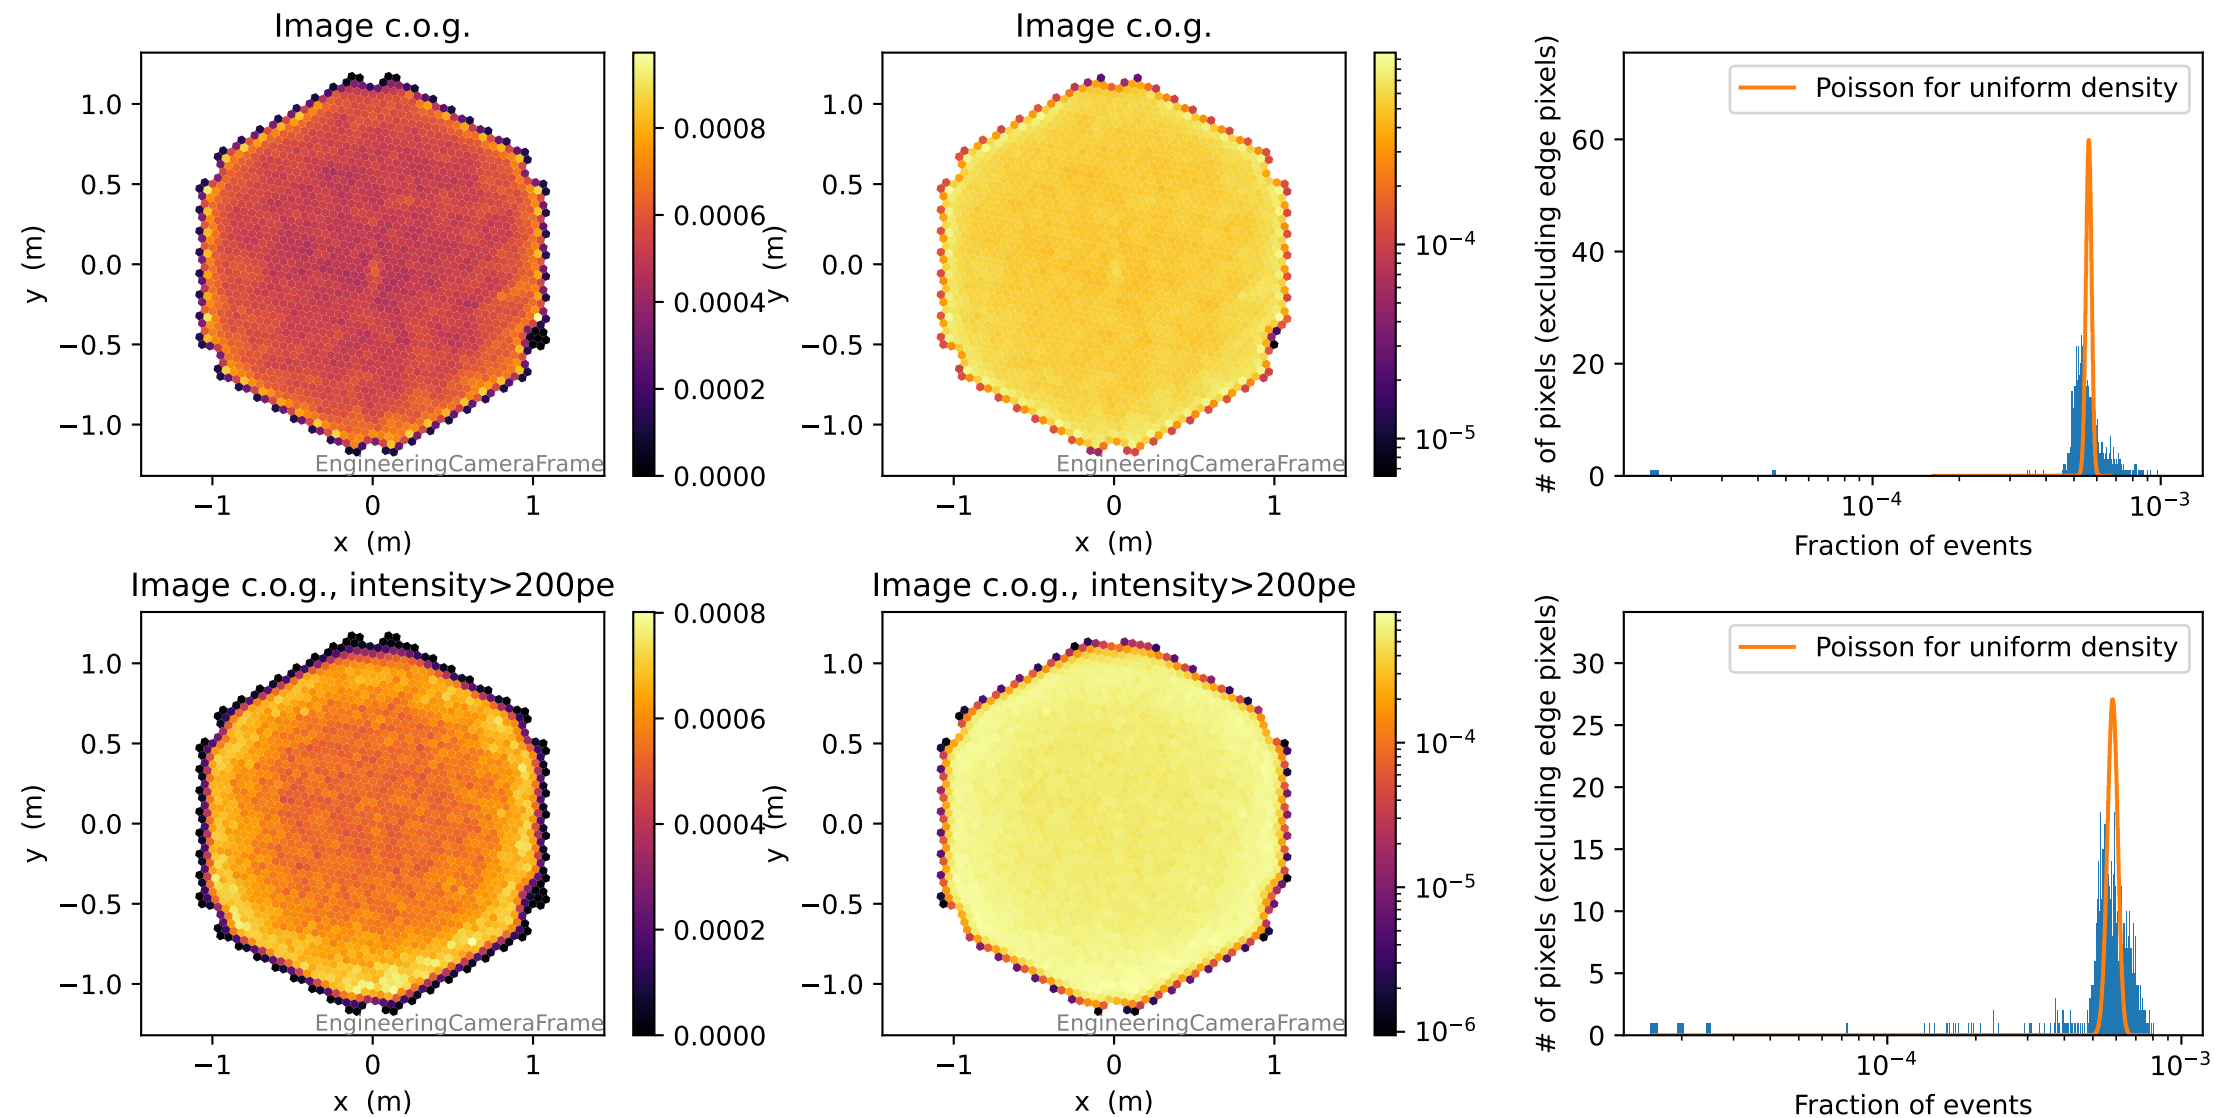 Image c.o.g.
1.0
0.5
0.0
−0.5
−1.0
y (m)
−1
0
1
x (m)
EngineeringCameraFrame
0.0008
0.0006
0.0004
0.0002
0.0000
Image c.o.g.
1.0
0.5
0.0
−0.5
−1.0
y (m)
−1
0
1
x (m)
EngineeringCameraFrame
10⁻⁴
10⁻⁵
Poisson for uniform density
# of pixels (excluding edge pixels)
60
40
20
0
10⁻⁴
10⁻³
Fraction of events
Image c.o.g., intensity>200pe
1.0
0.5
0.0
−0.5
−1.0
y (m)
−1
0
1
x (m)
EngineeringCameraFrame
0.0008
0.0006
0.0004
0.0002
0.0000
Image c.o.g., intensity>200pe
1.0
0.5
0.0
−0.5
−1.0
y (m)
−1
0
1
x (m)
EngineeringCameraFrame
10⁻⁴
10⁻⁵
10⁻⁶
Poisson for uniform density
# of pixels (excluding edge pixels)
30
25
20
15
10
5
0
10⁻⁴
10⁻³
Fraction of events